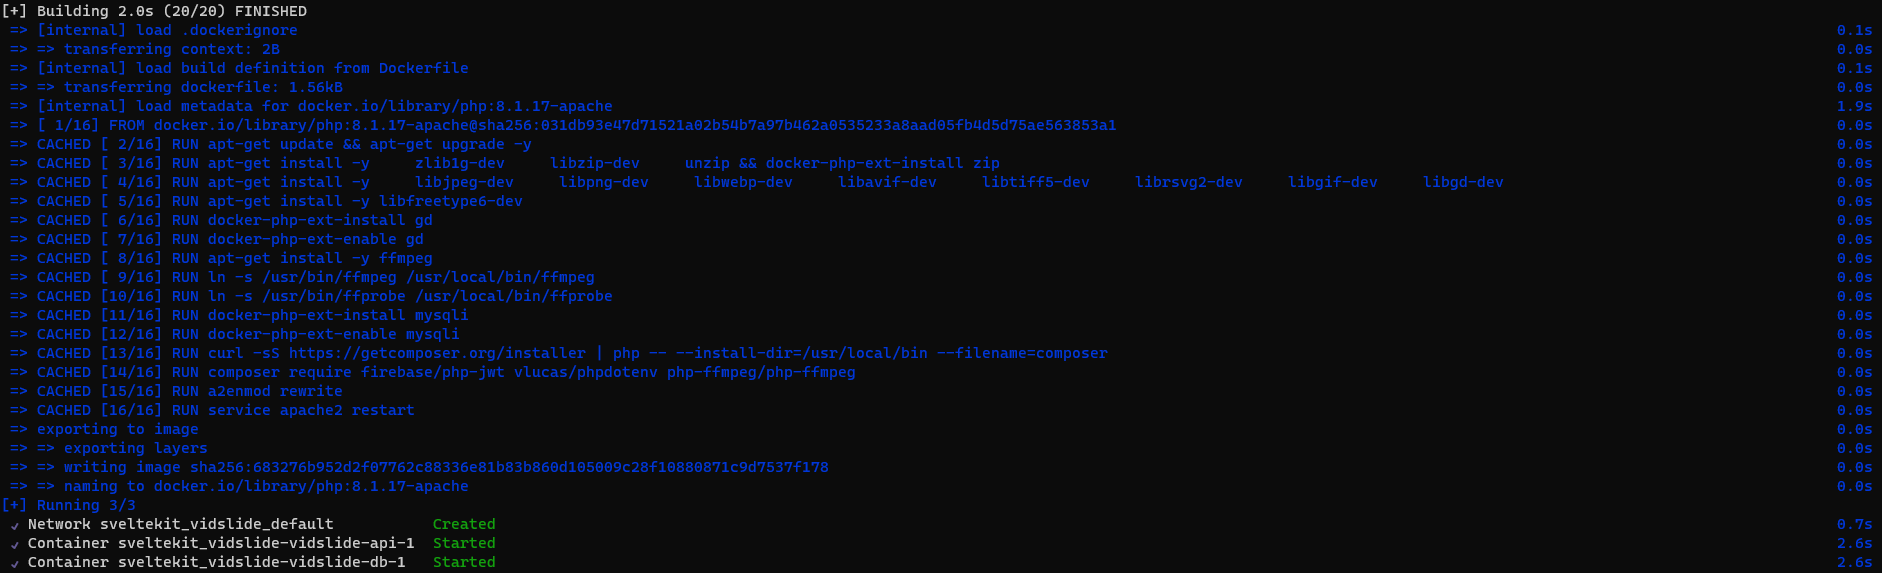 [+] Building 2.0s (20/20) FINISHED
=> [internal] load .dockerignore 0.1s
=> => transferring context: 2B 0.0s
=> [internal] load build definition from Dockerfile 0.1s
=> => transferring dockerfile: 1.56kB 0.0s
=> [internal] load metadata for docker.io/library/php:8.1.17-apache 1.9s
=> [ 1/16] FROM docker.io/library/php:8.1.17-apache@sha256:031db93e47d71521a02b54b7a97b462a0535233a8aad05fb4d5d75ae563853a1 0.0s
=> CACHED [ 2/16] RUN apt-get update && apt-get upgrade -y 0.0s
=> CACHED [ 3/16] RUN apt-get install -y     zlib1g-dev     libzip-dev     unzip && docker-php-ext-install zip 0.0s
=> CACHED [ 4/16] RUN apt-get install -y     libjpeg-dev     libpng-dev     libwebp-dev     libavif-dev     libtiff5-dev     librsvg2-dev     libgif-dev     libgd-dev 0.0s
=> CACHED [ 5/16] RUN apt-get install -y libfreetype6-dev 0.0s
=> CACHED [ 6/16] RUN docker-php-ext-install gd 0.0s
=> CACHED [ 7/16] RUN docker-php-ext-enable gd 0.0s
=> CACHED [ 8/16] RUN apt-get install -y ffmpeg 0.0s
=> CACHED [ 9/16] RUN ln -s /usr/bin/ffmpeg /usr/local/bin/ffmpeg 0.0s
=> CACHED [10/16] RUN ln -s /usr/bin/ffprobe /usr/local/bin/ffprobe 0.0s
=> CACHED [11/16] RUN docker-php-ext-install mysqli 0.0s
=> CACHED [12/16] RUN docker-php-ext-enable mysqli 0.0s
=> CACHED [13/16] RUN curl -sS https://getcomposer.org/installer | php -- --install-dir=/usr/local/bin --filename=composer 0.0s
=> CACHED [14/16] RUN composer require firebase/php-jwt vlucas/phpdotenv php-ffmpeg/php-ffmpeg 0.0s
=> CACHED [15/16] RUN a2enmod rewrite 0.0s
=> CACHED [16/16] RUN service apache2 restart 0.0s
=> exporting to image 0.0s
=> => exporting layers 0.0s
=> => writing image sha256:683276b952d2f07762c88336e81b83b860d105009c28f10880871c9d7537f178 0.0s
=> => naming to docker.io/library/php:8.1.17-apache 0.0s
[+] Running 3/3
✓ Network sveltekit_vidslide_default Created 0.7s
✓ Container sveltekit_vidslide-vidslide-api-1 Started 2.6s
✓ Container sveltekit_vidslide-vidslide-db-1 Started 2.6s